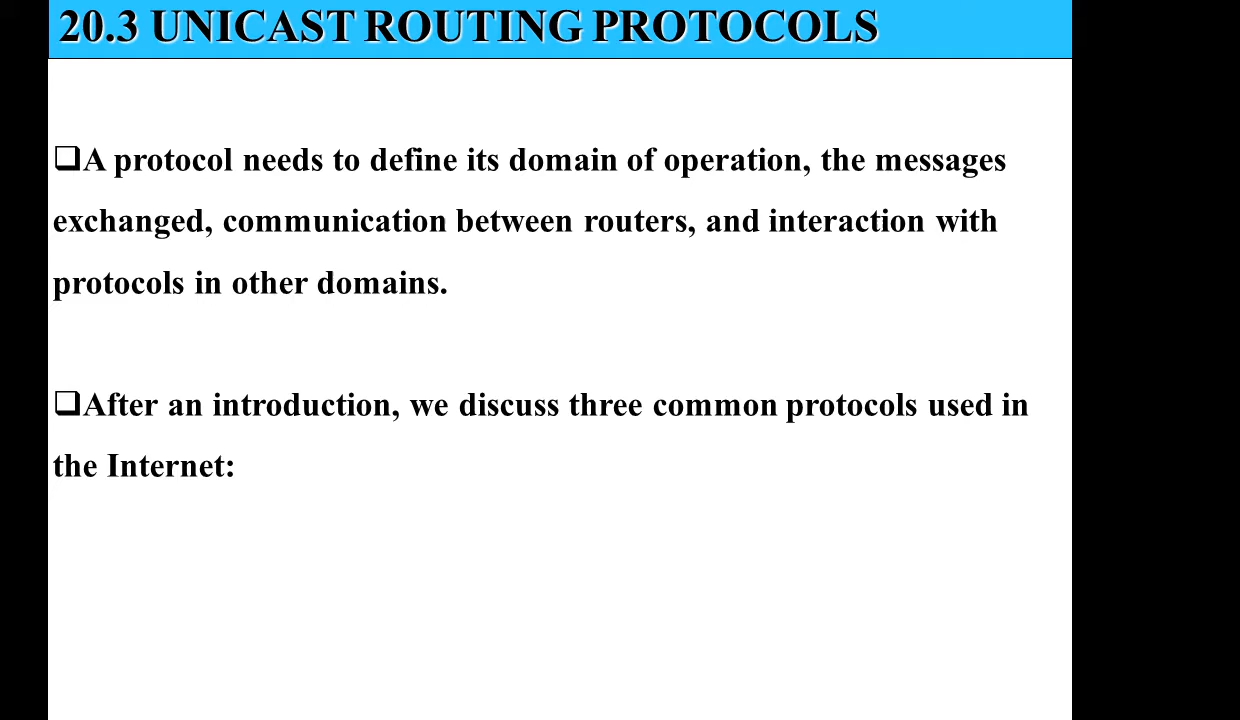 20.3 UNICAST ROUTING PROTOCOLS
❑A protocol needs to define its domain of operation, the messages
exchanged, communication between routers, and interaction with
protocols in other domains.
❑After an introduction, we discuss three common protocols used in
the Internet: